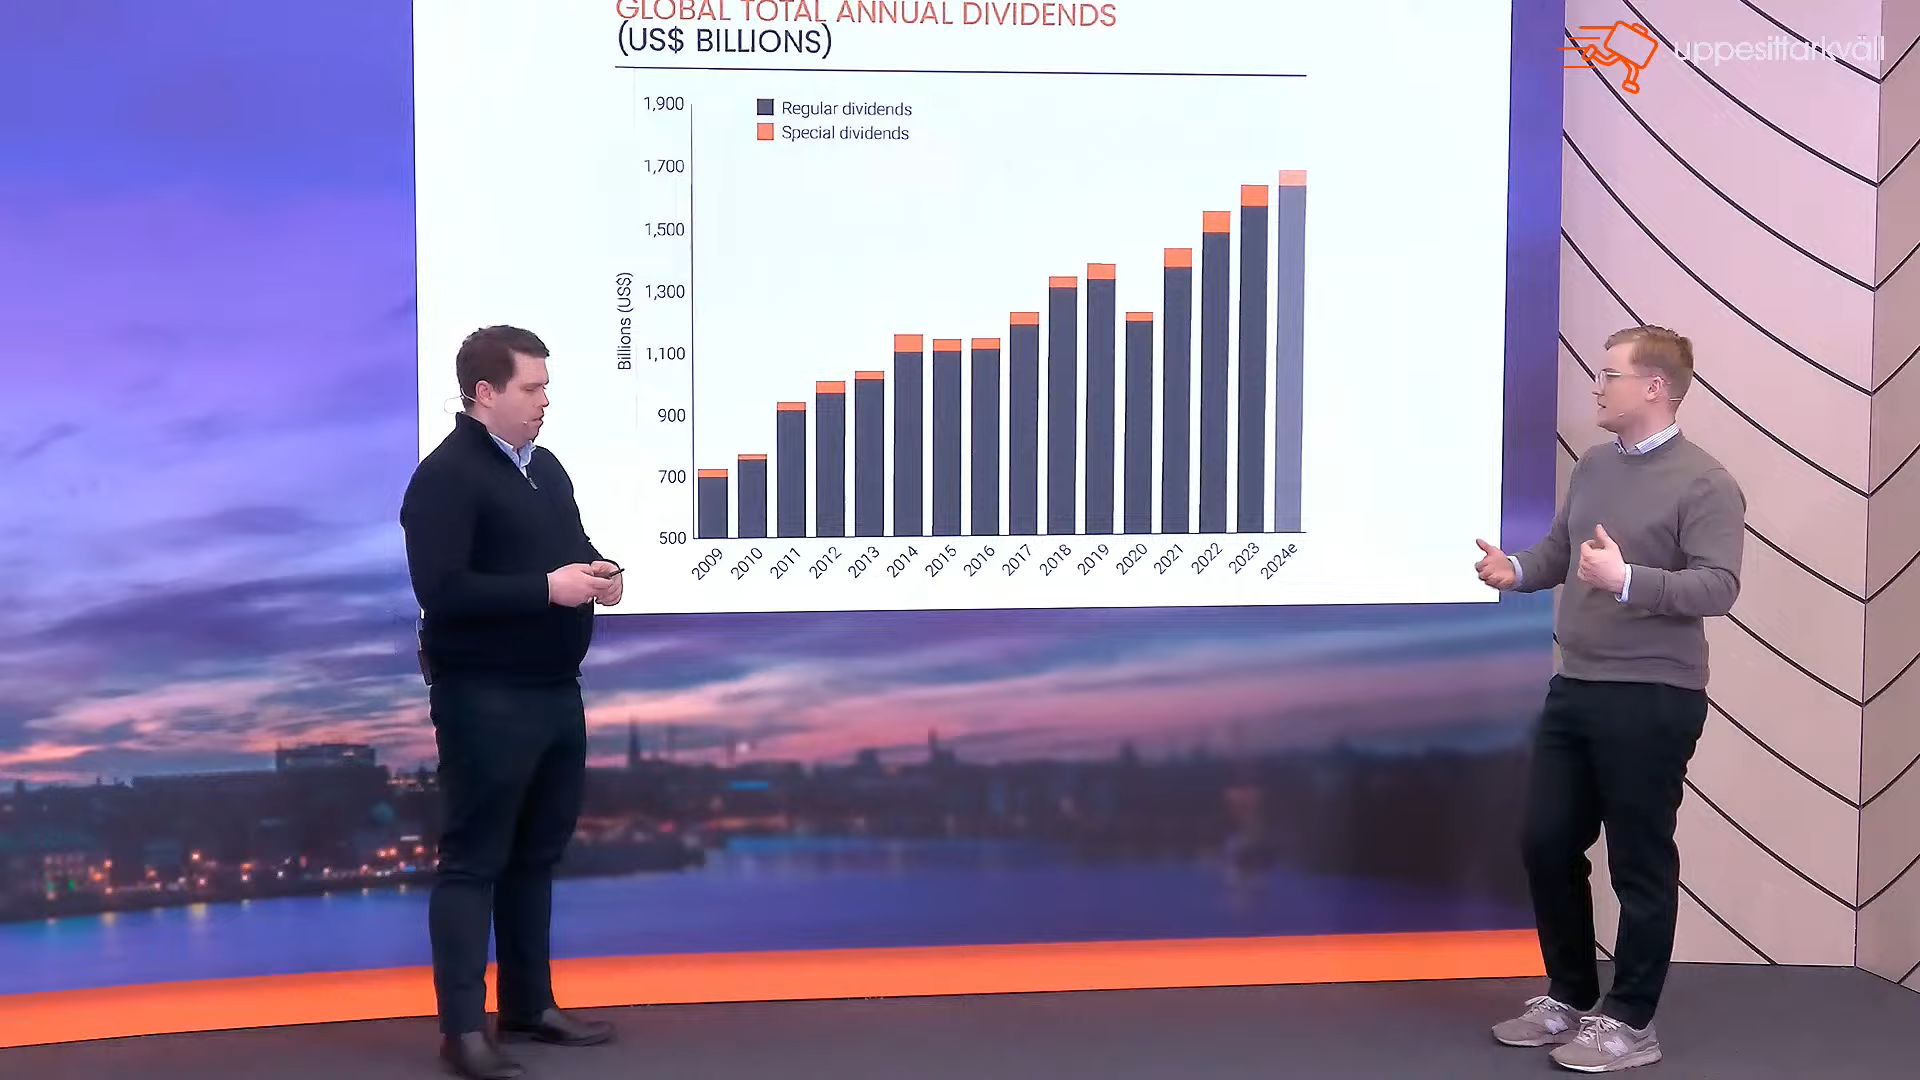 GLOBAL TOTAL ANNUAL DIVIDENDS
(US$ BILLIONS)
uppesittarkväll
Regular dividends
Special dividends
Billions (US$)
1,900
1,700
1,500
1,300
1,100
900
700
500
2009 2010 2011 2012 2013 2014 2015 2016 2017 2018 2019 2020 2021 2022 2023 2024e
N
N